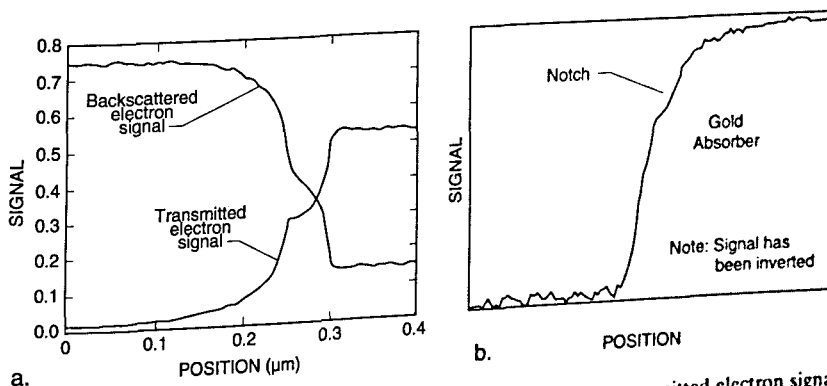 0.8
0.7
0.6
0.5
0.4
0.3
0.2
0.1
0.0
SIGNAL
Backscattered
electron
signal
Transmitted
electron
signal
0
0.1
0.2
0.3
0.4
POSITION (µm)
a.
SIGNAL
Notch
Gold
Absorber
Note: Signal has
been inverted
POSITION
b.
electron signal